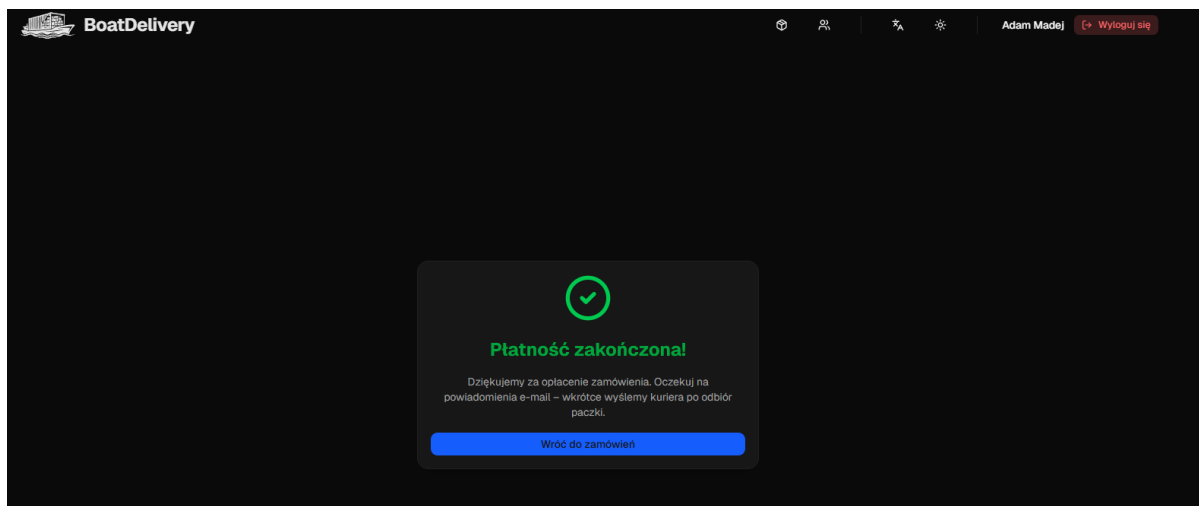 BoatDelivery
Adam Madej
Wyloguj się
Płatność zakończona!
Dziękujemy za opłacenie zamówienia. Oczekuj na
powiadomienia e-mail – wkrótce wyślemy kuriera po odbiór
paczki.
Wróć do zamówień